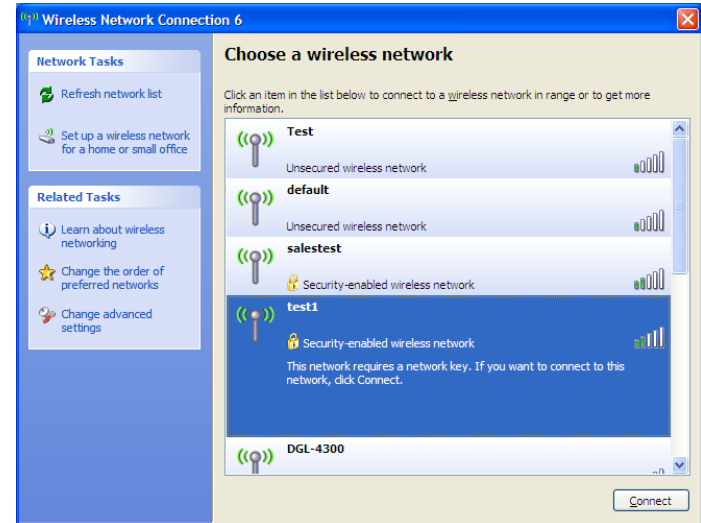 Wireless Network Connection 6
Network Tasks
Refresh network list
Set up a wireless network
for a home or small office
Related Tasks
Learn about wireless
networking
Change the order of
preferred networks
Change advanced
settings
Choose a wireless network
Click an item in the list below to connect to a wireless network in range or to get more
information.
Test
Unsecured wireless network
default
Unsecured wireless network
salestest
Security-enabled wireless network
test1
Security-enabled wireless network
This network requires a network key. If you want to connect to this
network, click Connect.
DGL-4300
Connect